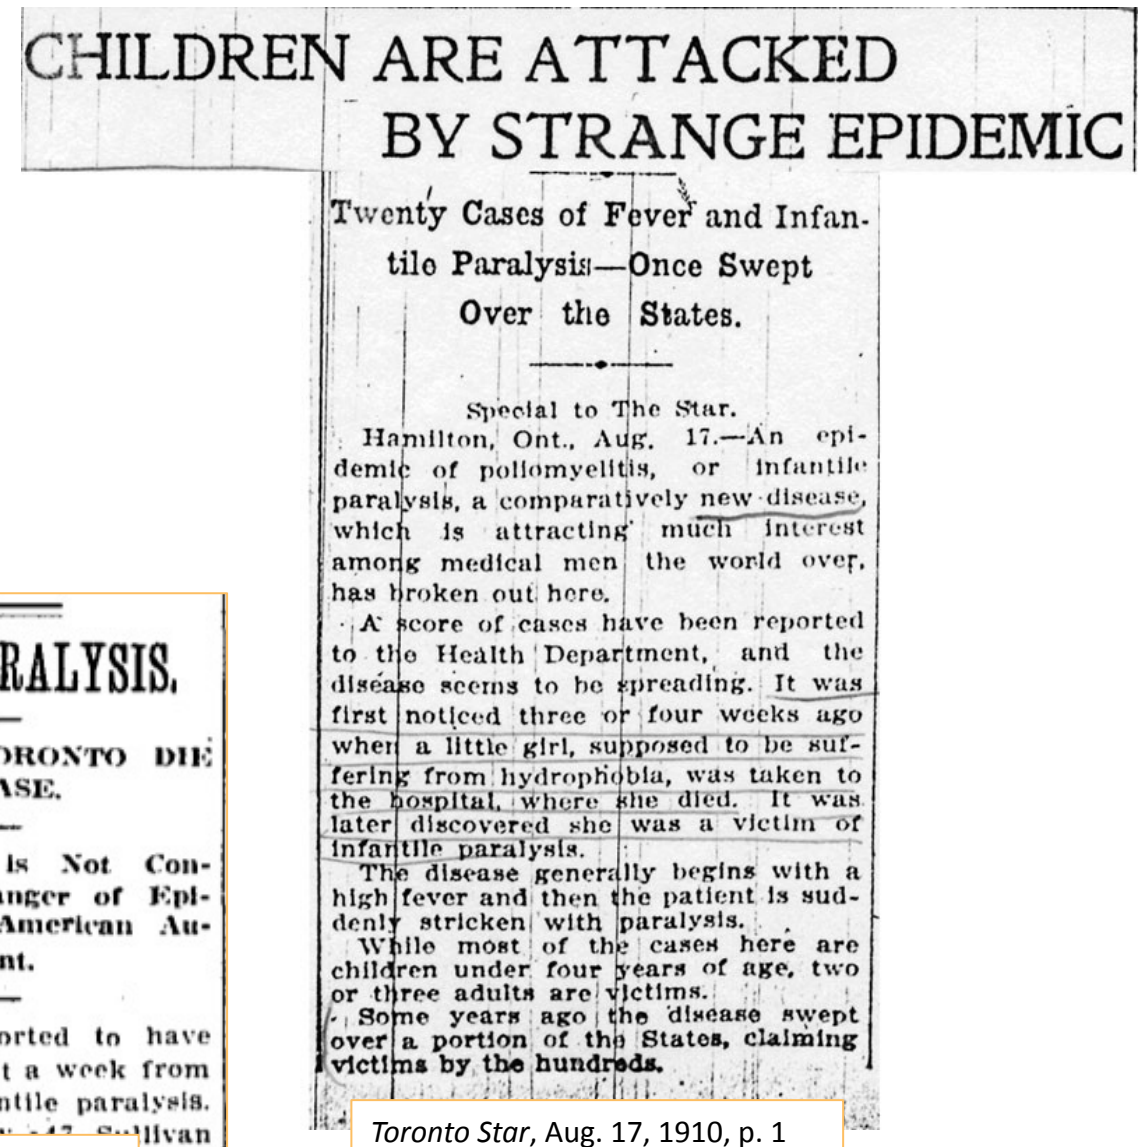 CHILDREN ARE ATTACKED
BY STRANGE EPIDEMIC
Twenty Cases of Fever and Infan-
tile Paralysis—Once Swept
Over the States.
Special to The Star.
Hamilton, Ont., Aug. 17.—An epi-
demic of poliomyelitis, or infantile
paralysis, a comparatively new disease,
which is attracting much interest
among medical men the world over,
has broken out here.
A score of cases have been reported
to the Health Department, and the
disease seems to be spreading. It was
first noticed three or four weeks ago
when a little girl, supposed to be suf-
fering from hydrophobia, was taken to
the hospital, where she died. It was
later discovered she was a victim of
infantile paralysis.
The disease generally begins with a
high fever and then the patient is sud-
denly stricken with paralysis.
While most of the cases here are
children under four years of age, two
or three adults are victims.
Some years ago the disease swept
over a portion of the States, claiming
victims by the hundreds.
Toronto Star, Aug. 17, 1910, p. 1
RALYSIS.
ORONTO DIE
ASE.
is Not Con-
anger of Epi-
American Au-
nt.
orted to have
t a week from
ntile paralysis.